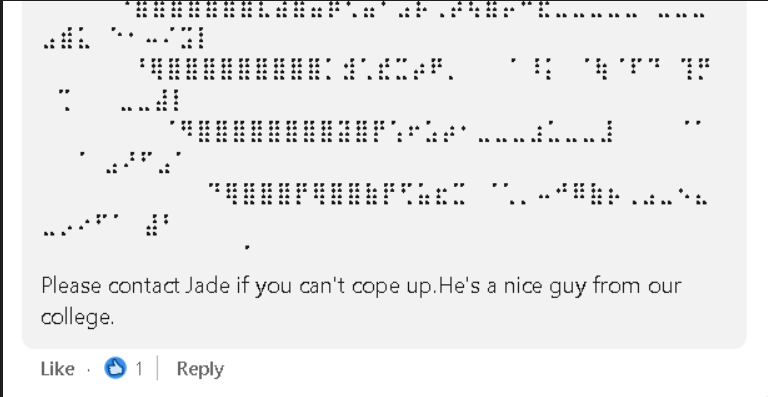 Please contact Jade if you can't cope up.He's a nice guy from our
college.
Like · 1 Reply